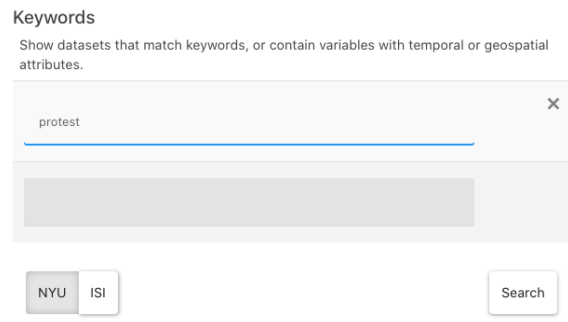 Keywords
Show datasets that match keywords, or contain variables with temporal or geospatial
attributes.
protest
NYU ISI Search